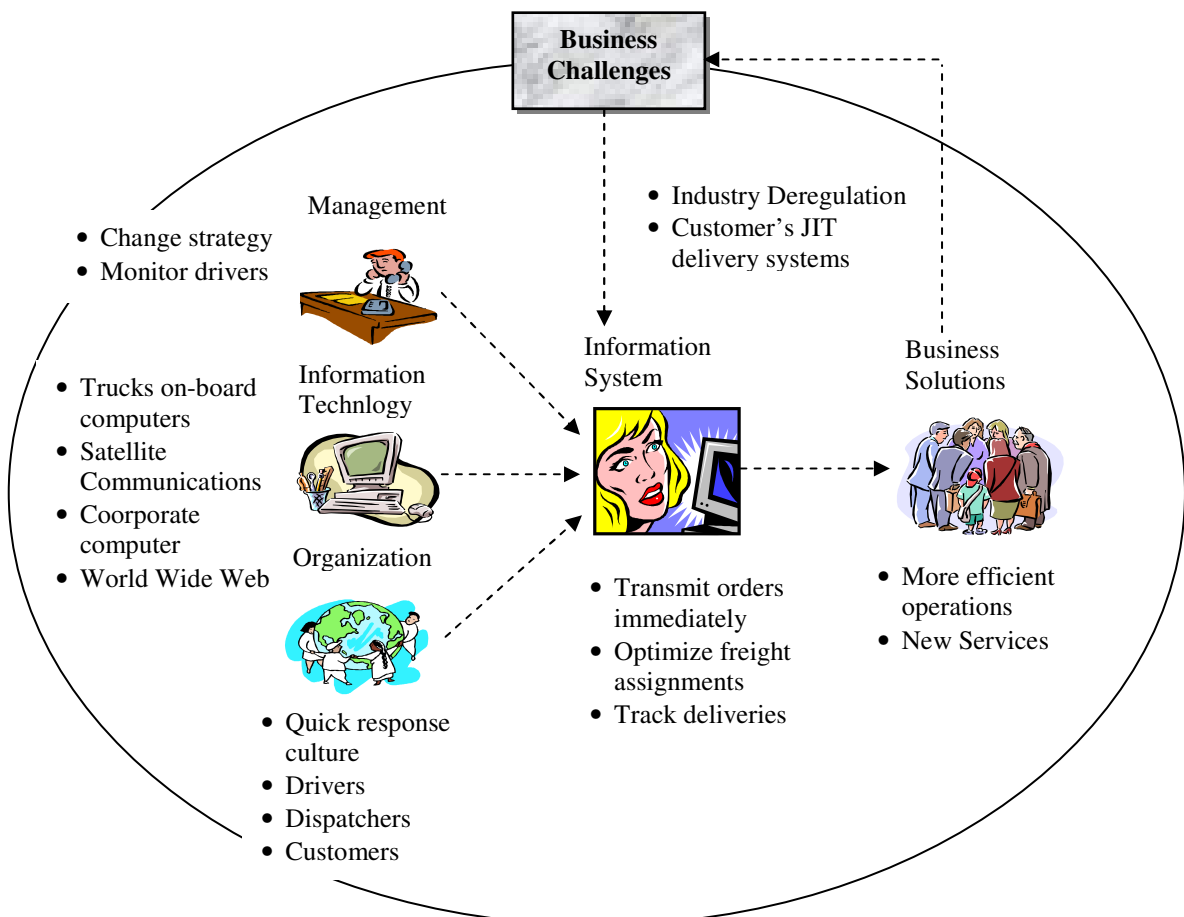 Business
Challenges
• Industry Deregulation
• Customer's JIT
delivery systems
Management
• Change strategy
• Monitor drivers
Information
Technlogy
• Trucks on-board
computers
• Satellite
Communications
• Coorporate
computer
• World Wide Web
Organization
• Quick response
culture
• Drivers
• Dispatchers
• Customers
Information
System
• Transmit orders
immediately
• Optimize freight
assignments
• Track deliveries
Business
Solutions
• More efficient
operations
• New Services